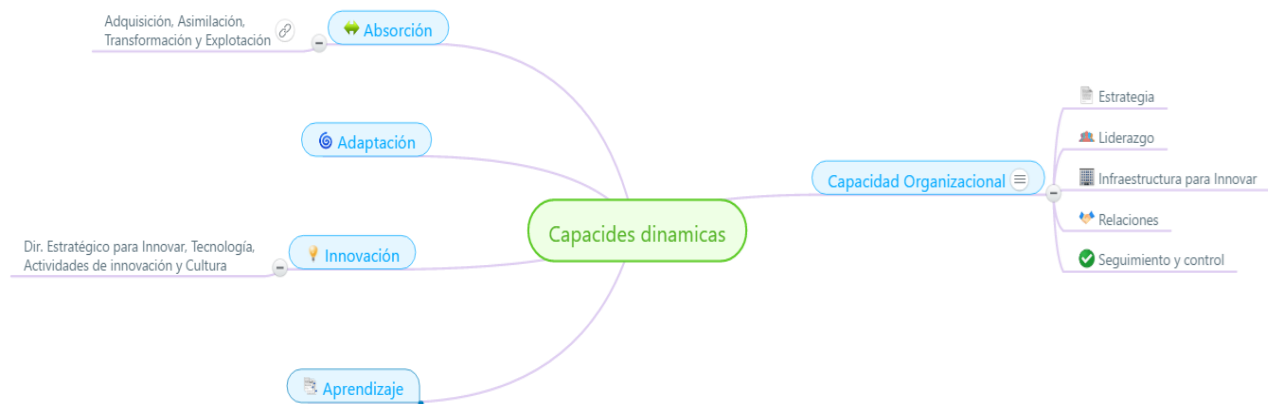 Adquisición, Asimilación,
Transformación y Explotación
Absorción
Adaptación
Dir. Estratégico para Innovar, Tecnología,
Actividades de innovación y Cultura
Innovación
Aprendizaje
Capacides dinamicas
Capacidad Organizacional
Estrategia
Liderazgo
Infraestructura para Innovar
Relaciones
Seguimiento y control